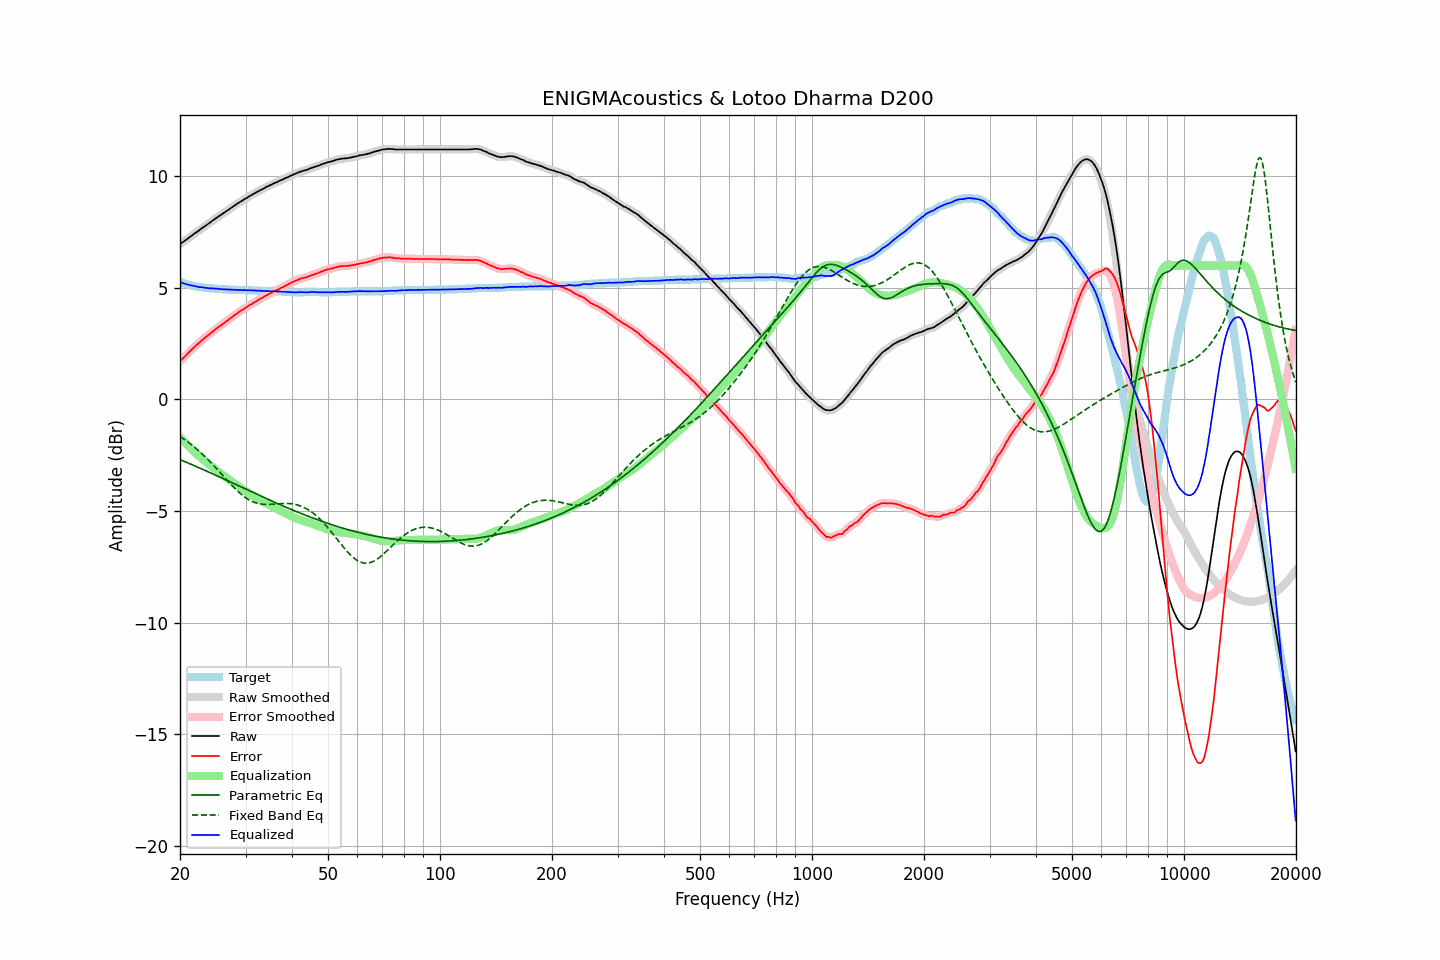 ENIGMAcoustics & Lotoo Dharma D200
Amplitude (dBr)
10
5
0
−5
−10
−15
−20
Target
Raw Smoothed
Error Smoothed
Raw
Error
Equalization
Parametric Eq
Fixed Band Eq
Equalized
20 50 100 200 500 1000 2000 5000 10000 20000
Frequency (Hz)